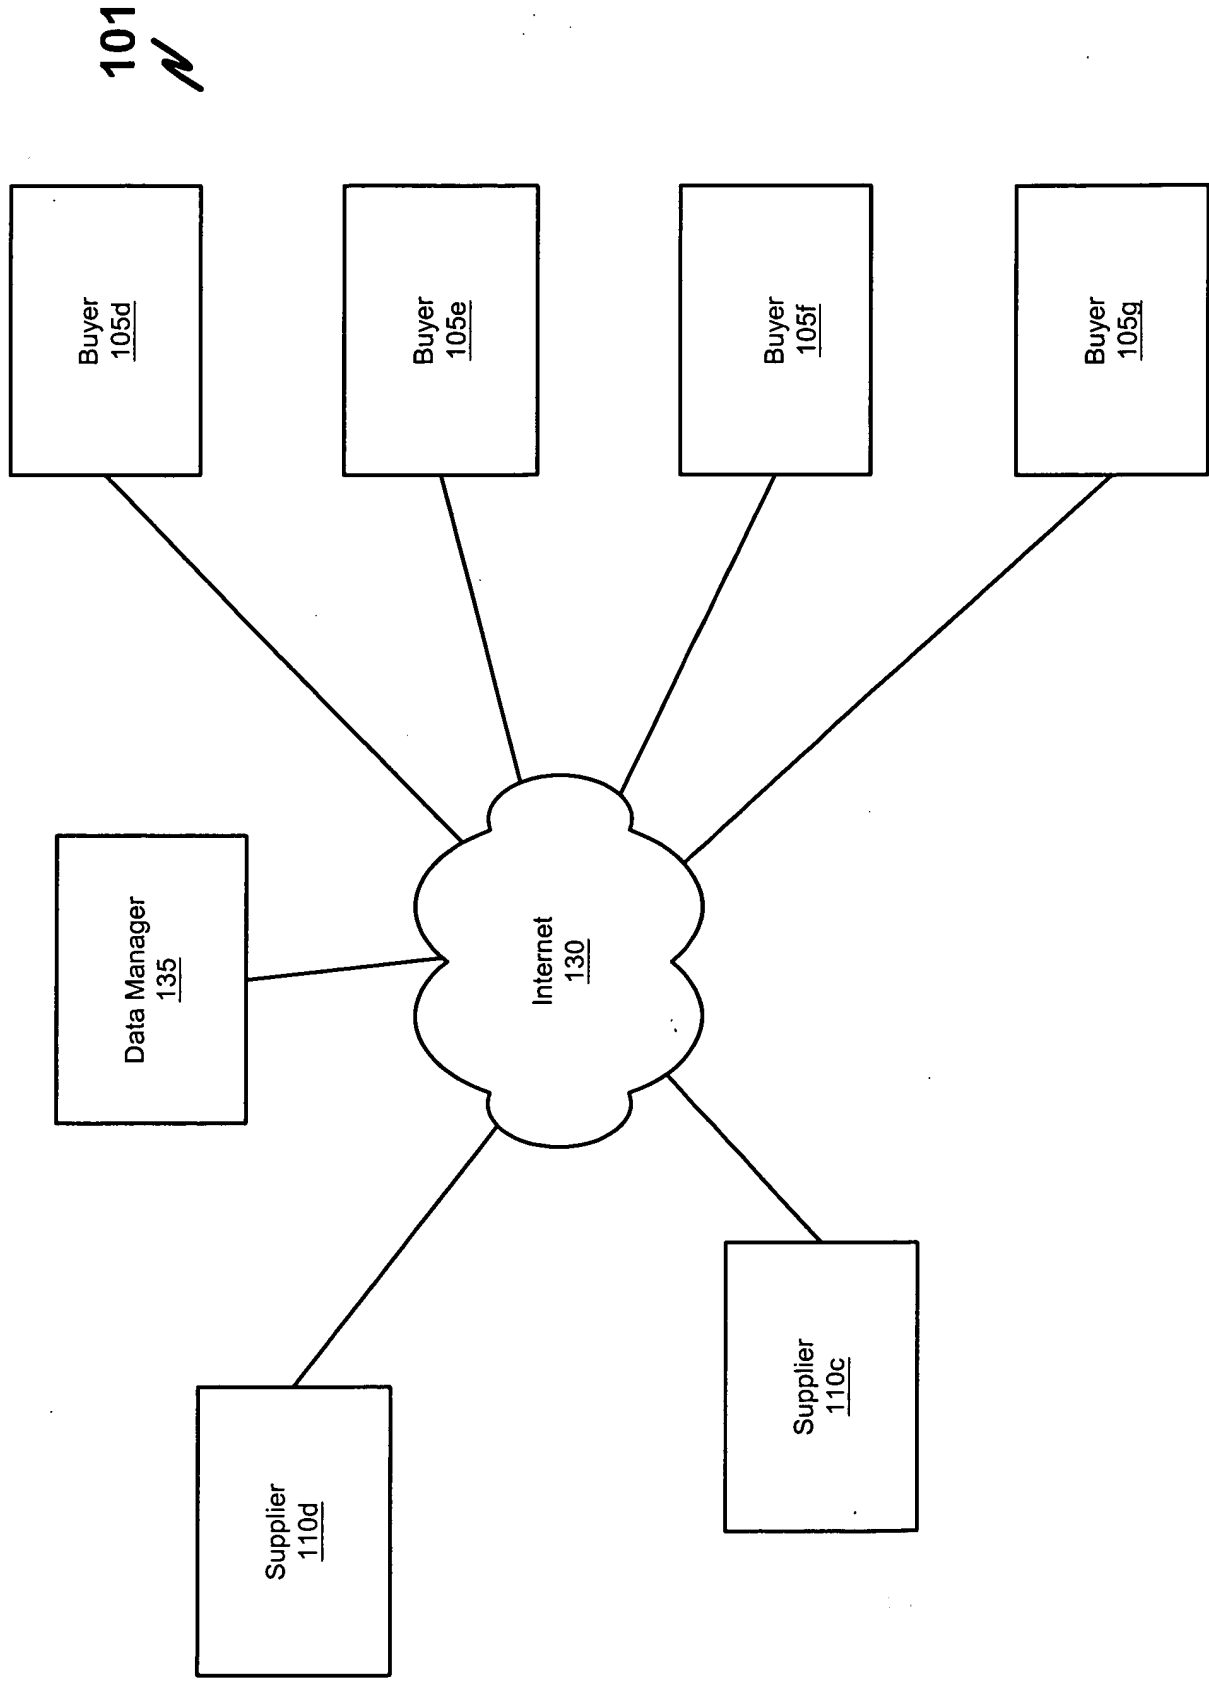 101
Buyer
105d
Data Manager
135
Supplier
110d
Buyer
105e
Internet
130
Buyer
105f
Supplier
110c
Buyer
105g